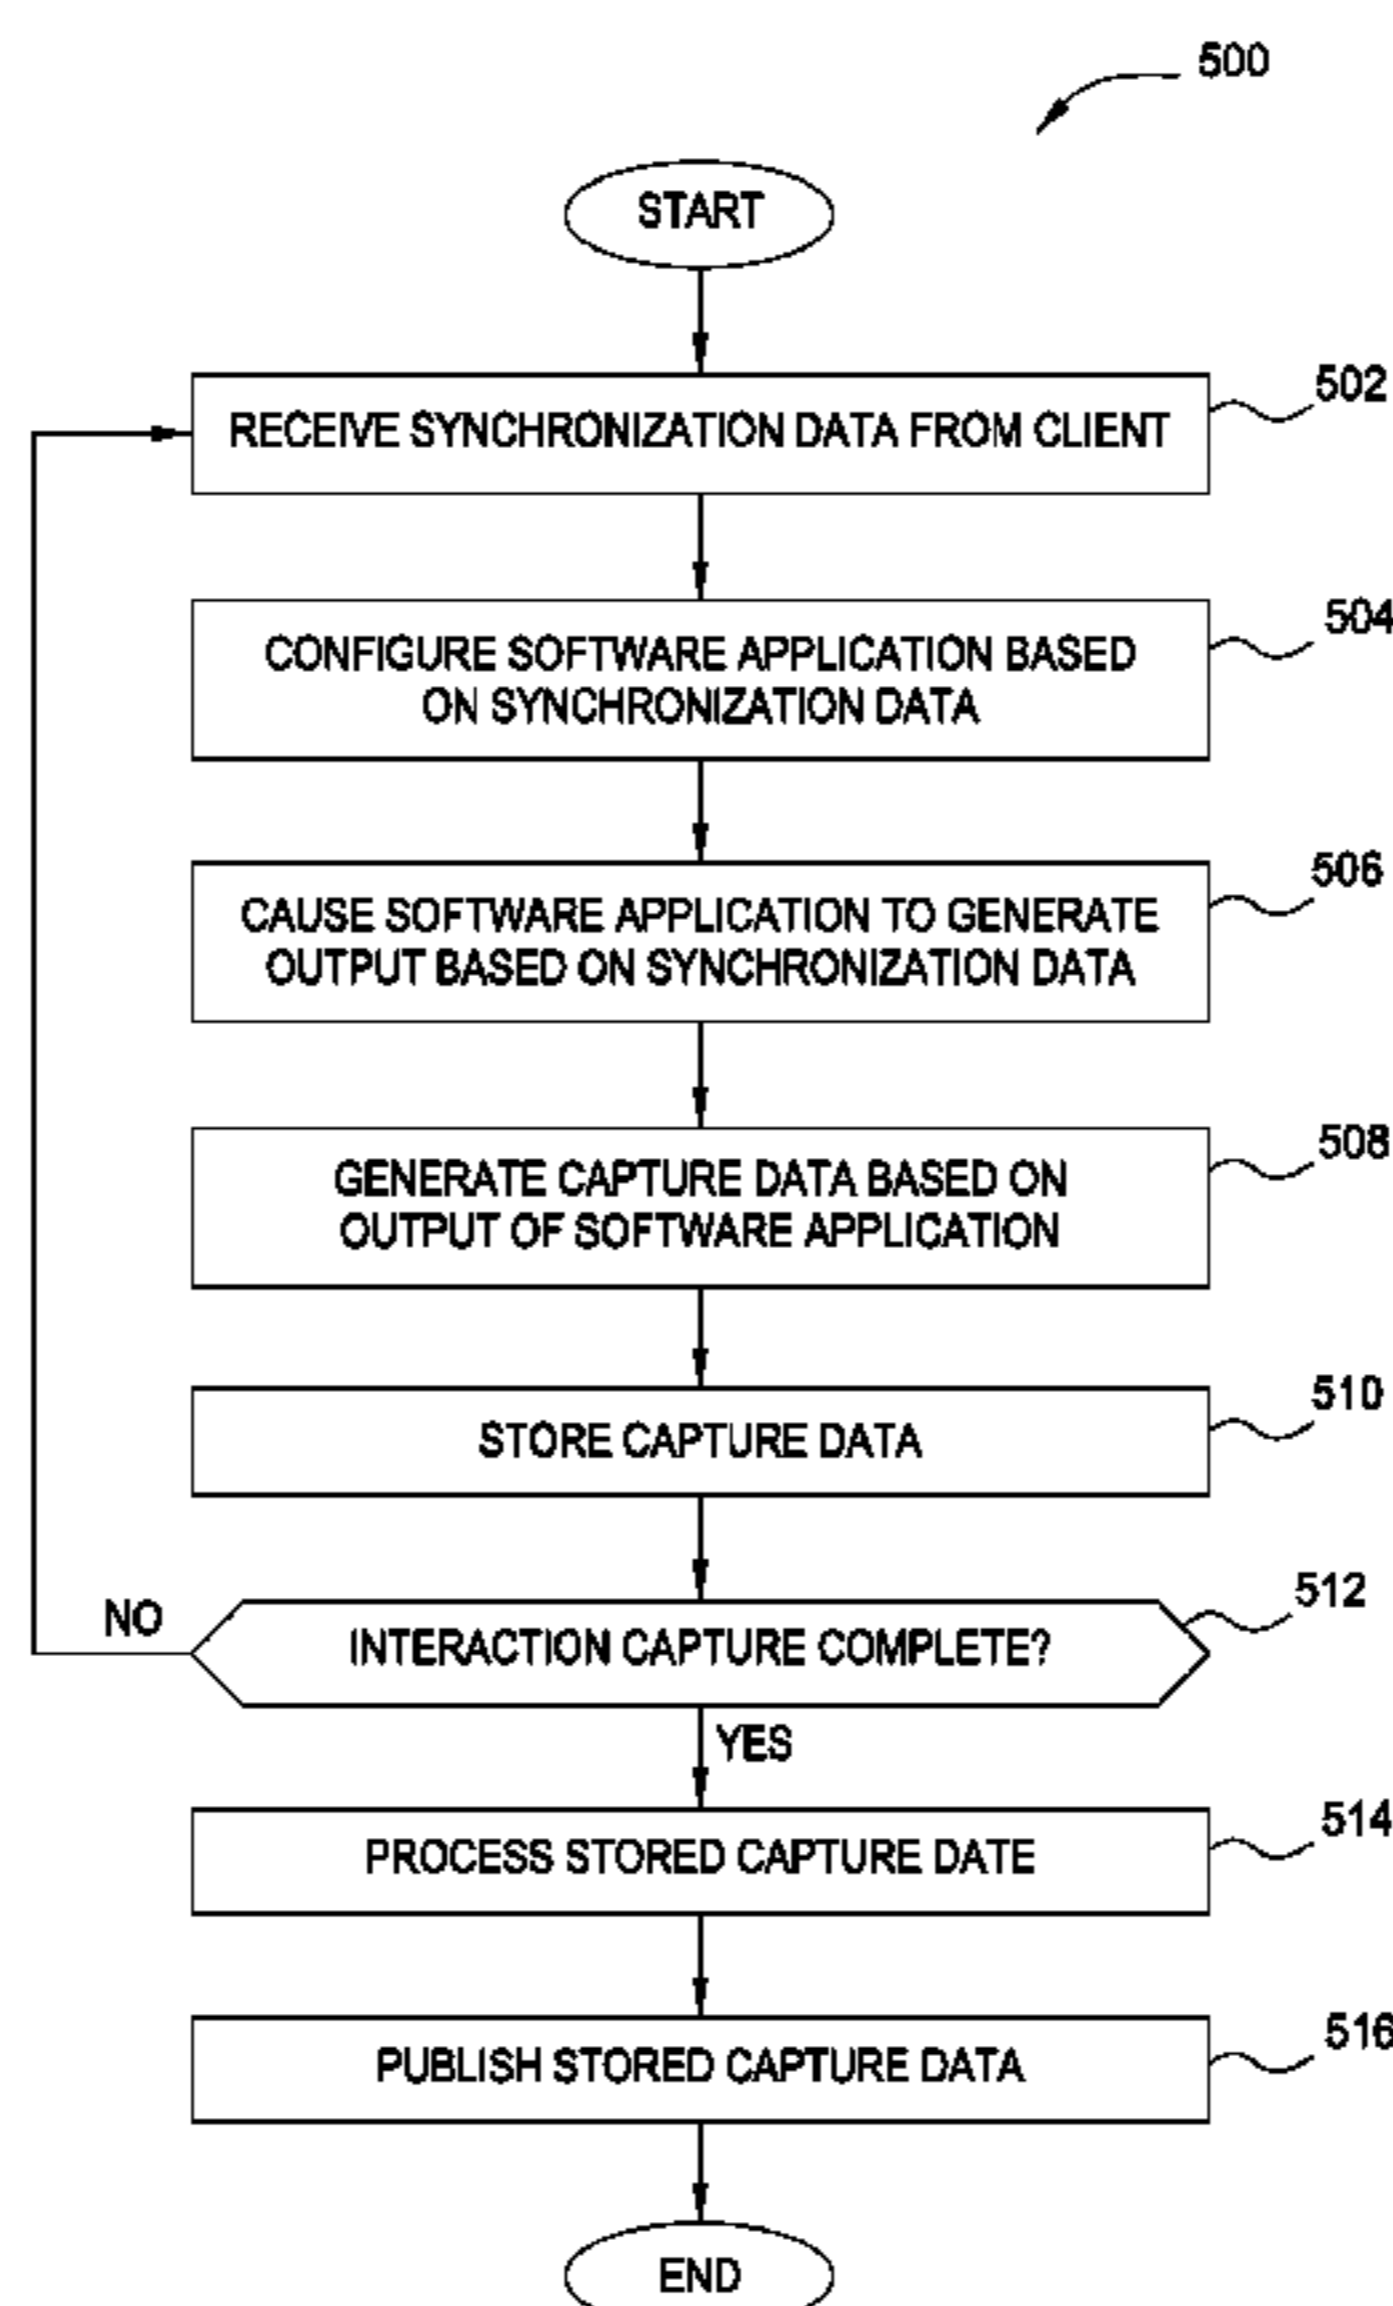 500
START
RECEIVE SYNCHRONIZATION DATA FROM CLIENT
502
CONFIGURE SOFTWARE APPLICATION BASED
ON SYNCHRONIZATION DATA
504
CAUSE SOFTWARE APPLICATION TO GENERATE
OUTPUT BASED ON SYNCHRONIZATION DATA
506
GENERATE CAPTURE DATA BASED ON
OUTPUT OF SOFTWARE APPLICATION
508
STORE CAPTURE DATA
510
INTERACTION CAPTURE COMPLETE?
512
NO
YES
PROCESS STORED CAPTURE DATE
514
PUBLISH STORED CAPTURE DATA
516
END